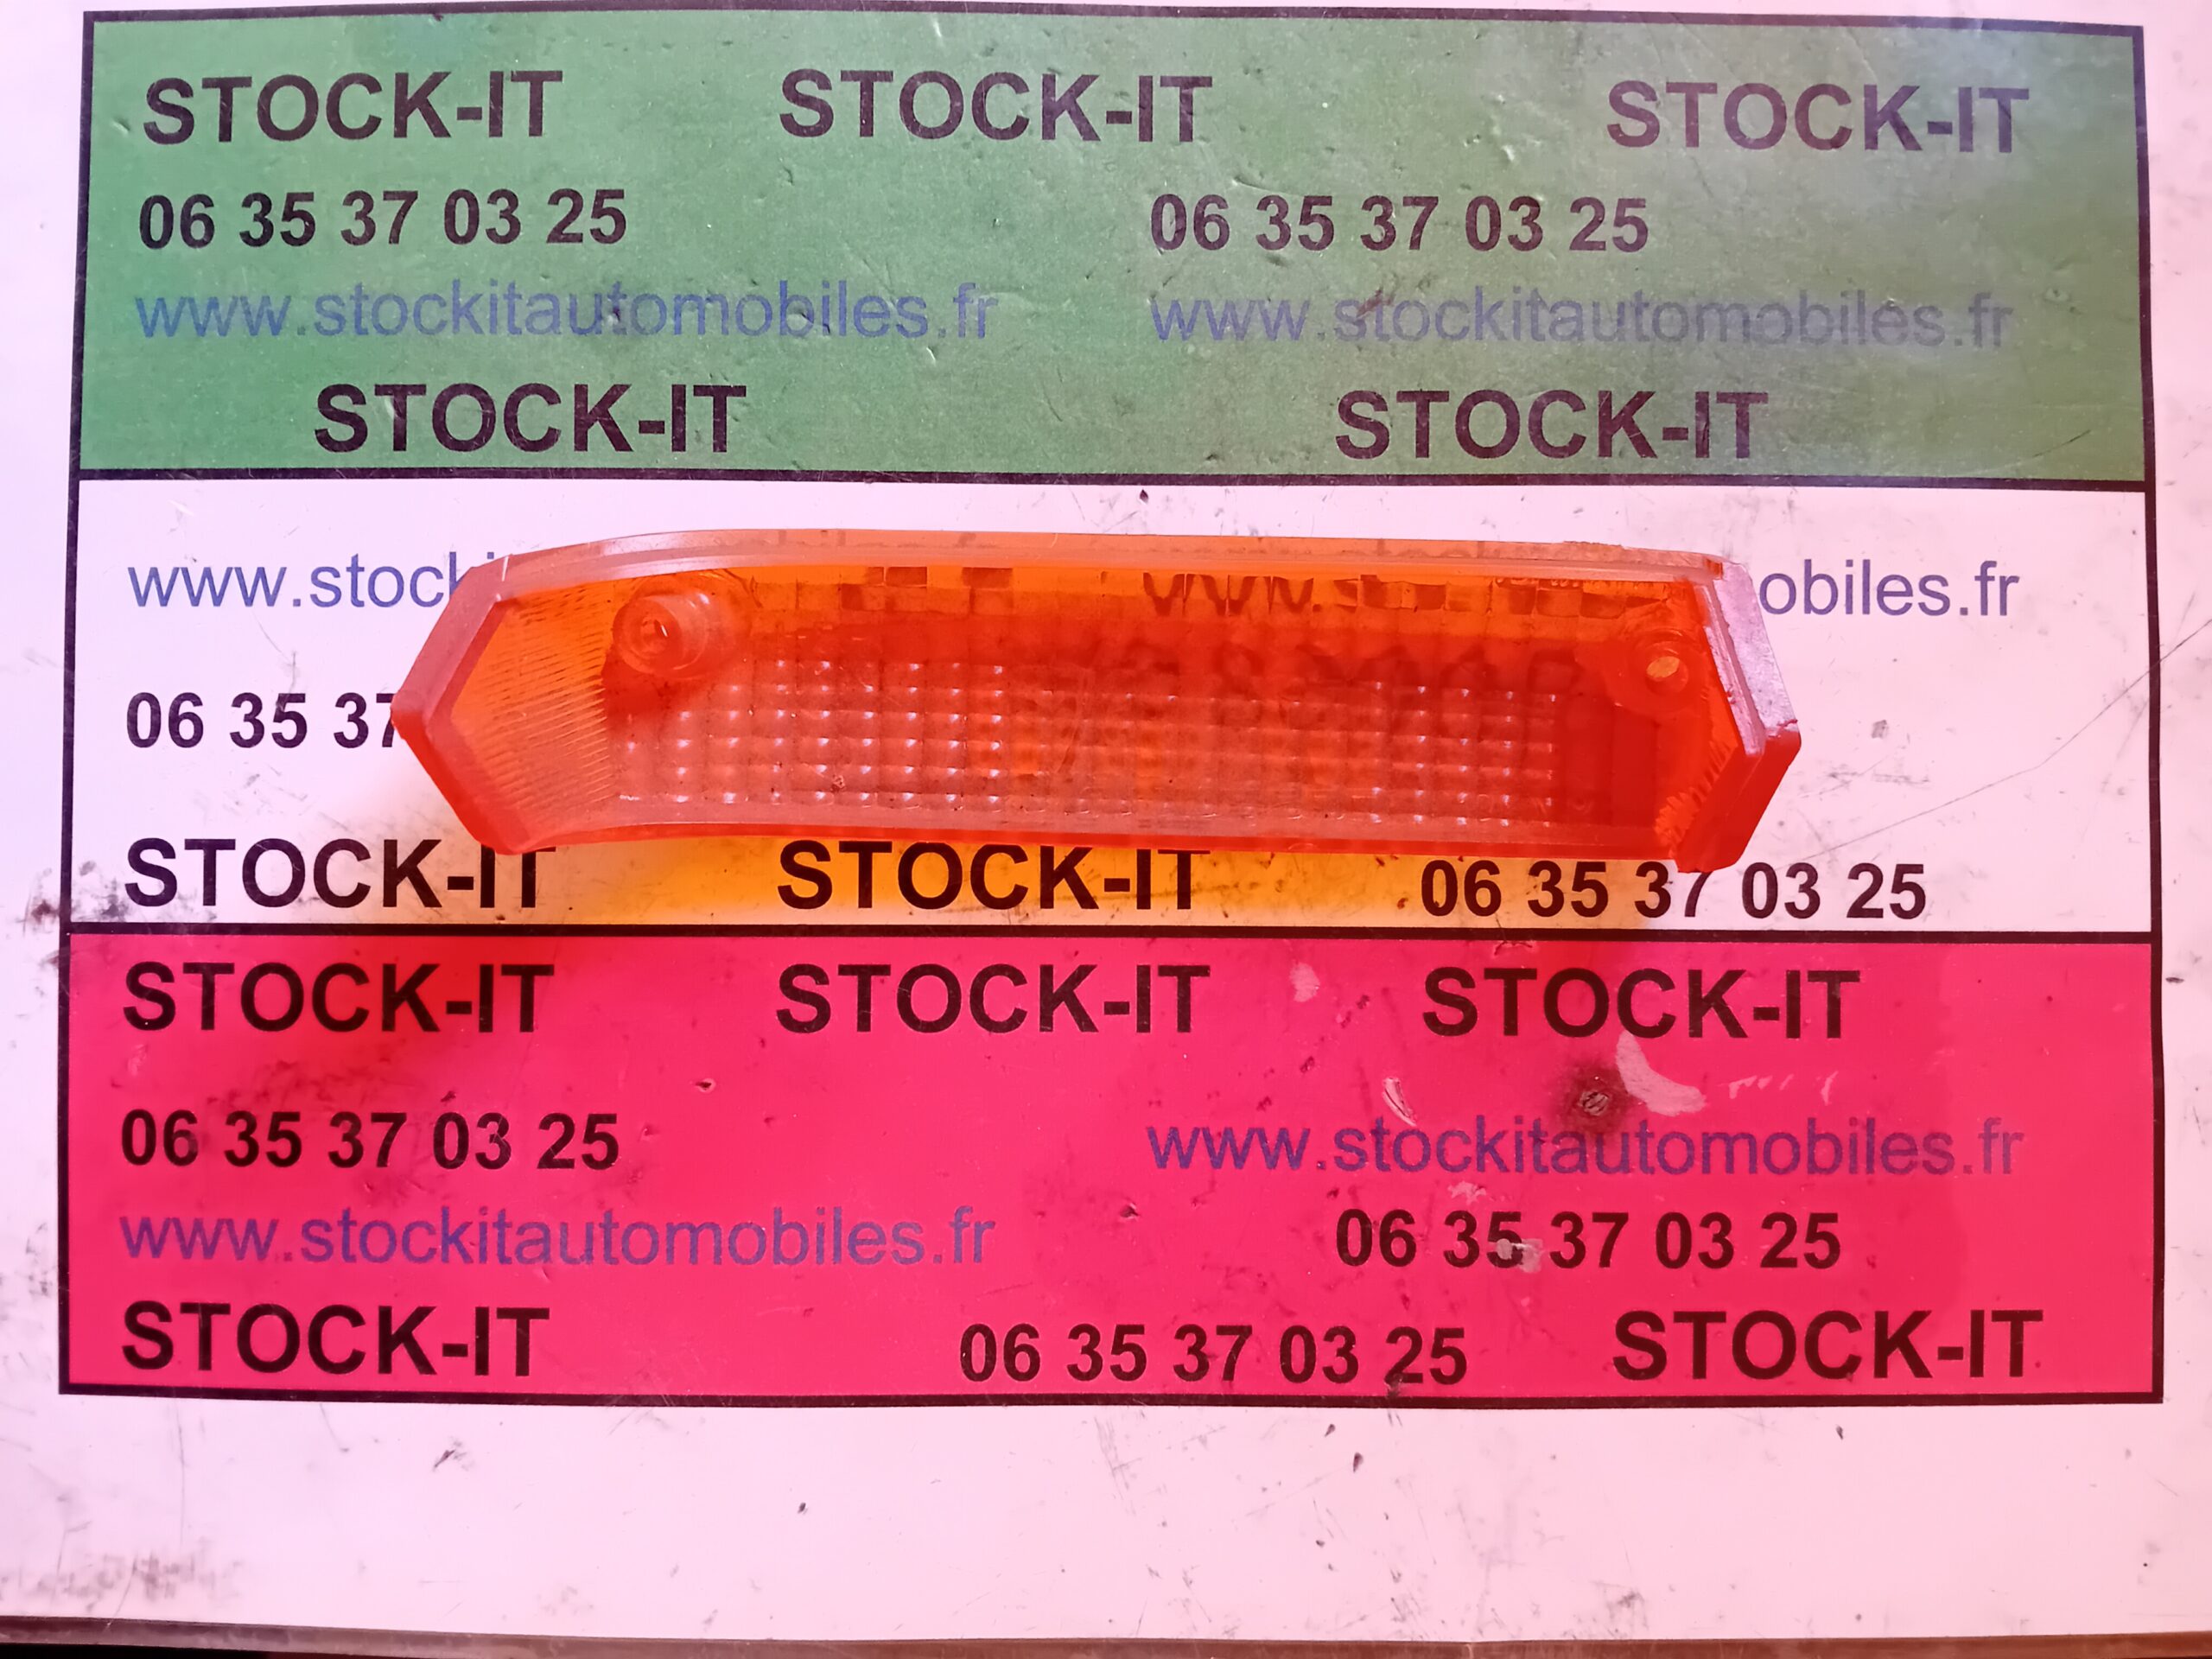 STOCK-IT STOCK-IT STOCK-IT
06 35 37 03 25 06 35 37 03 25
www.stockitautomobiles.fr www.stockitautomobiles.fr
STOCK-IT STOCK-IT
www.stock www.s obiles.fr
06 35 37
STOCK-IT STOCK-IT 06 35 37 03 25
STOCK-IT STOCK-IT STOCK-IT
06 35 37 03 25 www.stockitautomobiles.fr
www.stockitautomobiles.fr 06 35 37 03 25
STOCK-IT 06 35 37 03 25 STOCK-IT